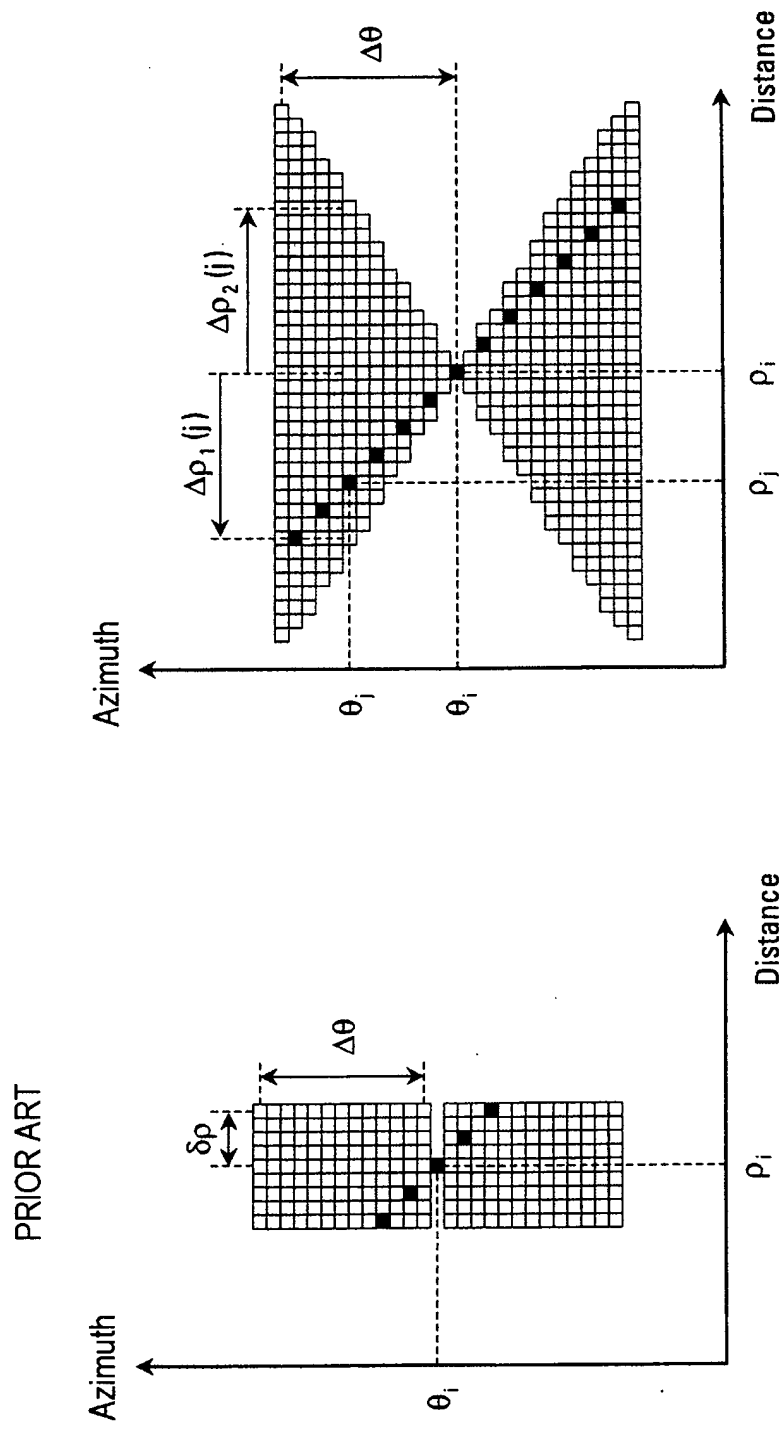 PRIOR ART
Azimuth
δρ
Δθ
θᵢ
ρᵢ
Distance
Azimuth
Δρ₁(j)
Δρ₂(j)
Δθ
θⱼ
θᵢ
ρⱼ
ρᵢ
Distance